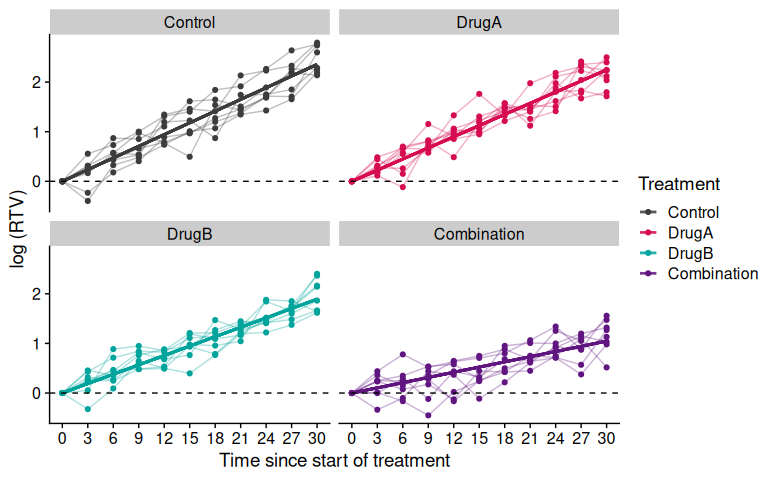 Control
DrugA
2
1
0
DrugB
Combination
2
1
0
0 3 6 9 12 15 18 21 24 27 30
0 3 6 9 12 15 18 21 24 27 30
Time since start of treatment
log (RTV)
Treatment
Control
DrugA
DrugB
Combination